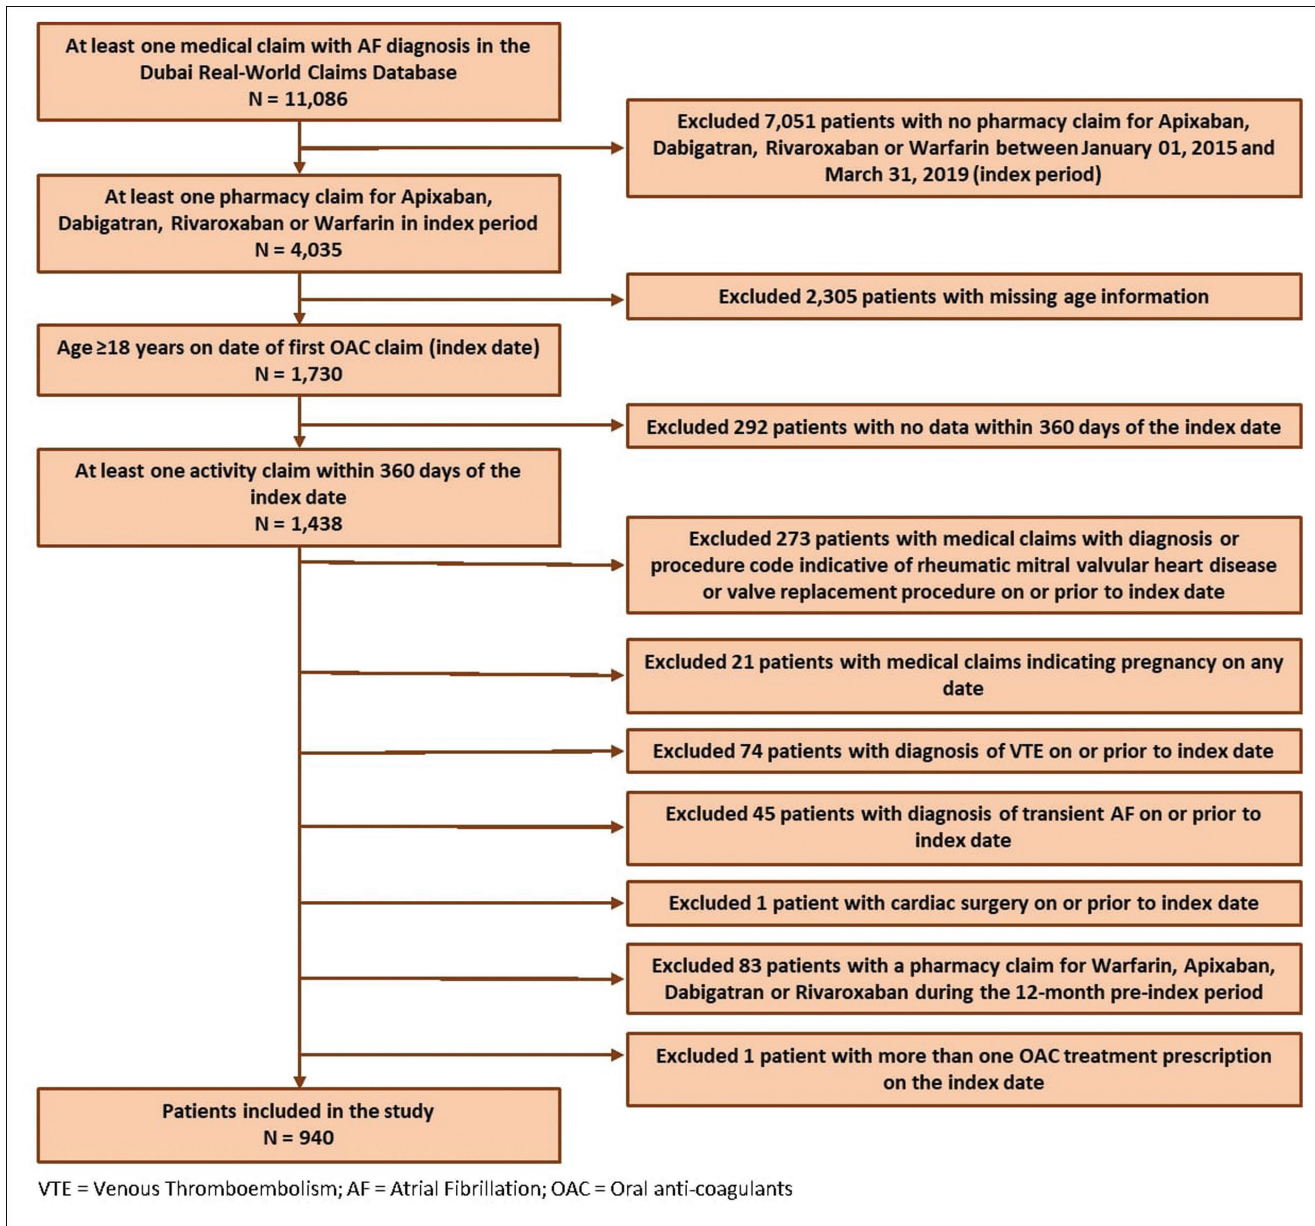 At least one medical claim with AF diagnosis in the
Dubai Real-World Claims Database
N = 11,086
Excluded 7,051 patients with no pharmacy claim for Apixaban,
Dabigatran, Rivaroxaban or Warfarin between January 01, 2015 and
March 31, 2019 (index period)
At least one pharmacy claim for Apixaban,
Dabigatran, Rivaroxaban or Warfarin in index period
N = 4,035
Excluded 2,305 patients with missing age information
Age ≥18 years on date of first OAC claim (index date)
N = 1,730
Excluded 292 patients with no data within 360 days of the index date
At least one activity claim within 360 days of the
index date
N = 1,438
Excluded 273 patients with medical claims with diagnosis or
procedure code indicative of rheumatic mitral valvular heart disease
or valve replacement procedure on or prior to index date
Excluded 21 patients with medical claims indicating pregnancy on any
date
Excluded 74 patients with diagnosis of VTE on or prior to index date
Excluded 45 patients with diagnosis of transient AF on or prior to
index date
Excluded 1 patient with cardiac surgery on or prior to index date
Excluded 83 patients with a pharmacy claim for Warfarin, Apixaban,
Dabigatran or Rivaroxaban during the 12-month pre-index period
Excluded 1 patient with more than one OAC treatment prescription
on the index date
Patients included in the study
N = 940
VTE = Venous Thromboembolism; AF = Atrial Fibrillation; OAC = Oral anti-coagulants